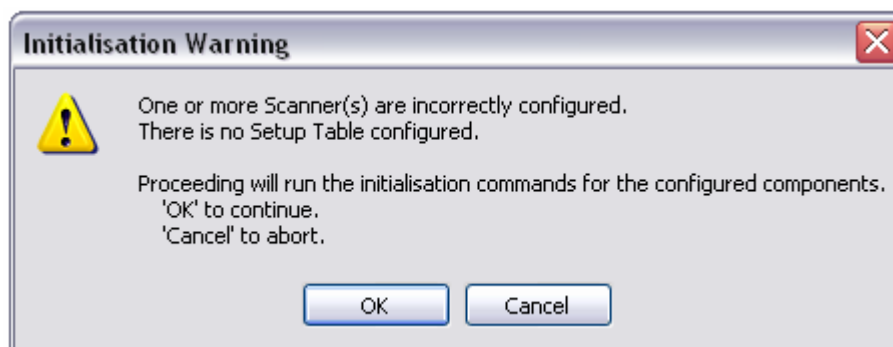 Initialisation Warning
One or more Scanner(s) are incorrectly configured.
There is no Setup Table configured.
Proceeding will run the initialisation commands for the configured components.
'OK' to continue.
'Cancel' to abort.
OK
Cancel